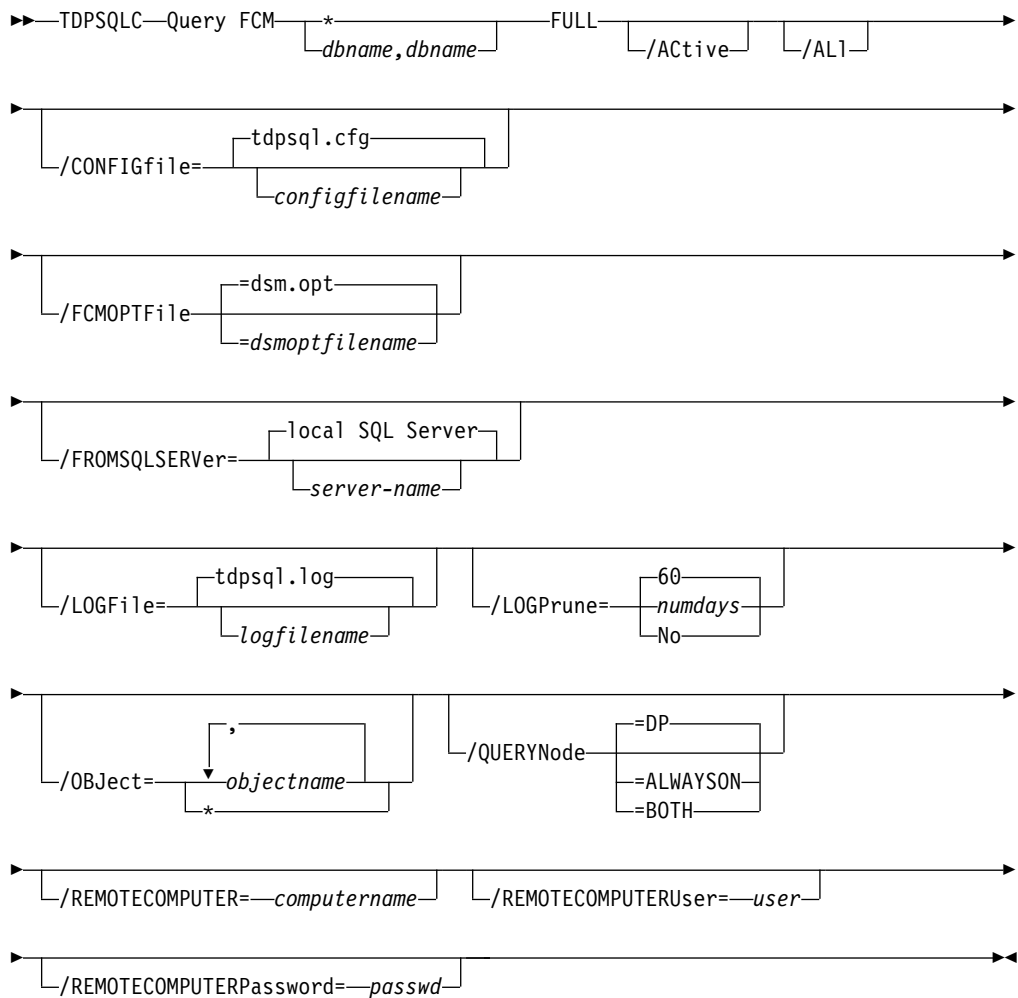 TDPSQLC Query FCM * FULL
dbname,dbname /ACtive /ALl
tdpsql.cfg
/CONFIGfile=
configfilename
=dsm.opt
/FCMOPTFile
=dsmoptfilename
local SQL Server
/FROMSQLSERVer=
server-name
tdpsql.log 60
/LOGFile= /LOGPrune= numdays
logfilename No
, =DP
/OBJect= objectname /QUERYNode =ALWAYSON
* =BOTH
/REMOTECOMPUTER= computername /REMOTECOMPUTERUser= user
/REMOTECOMPUTERPassword= passwd